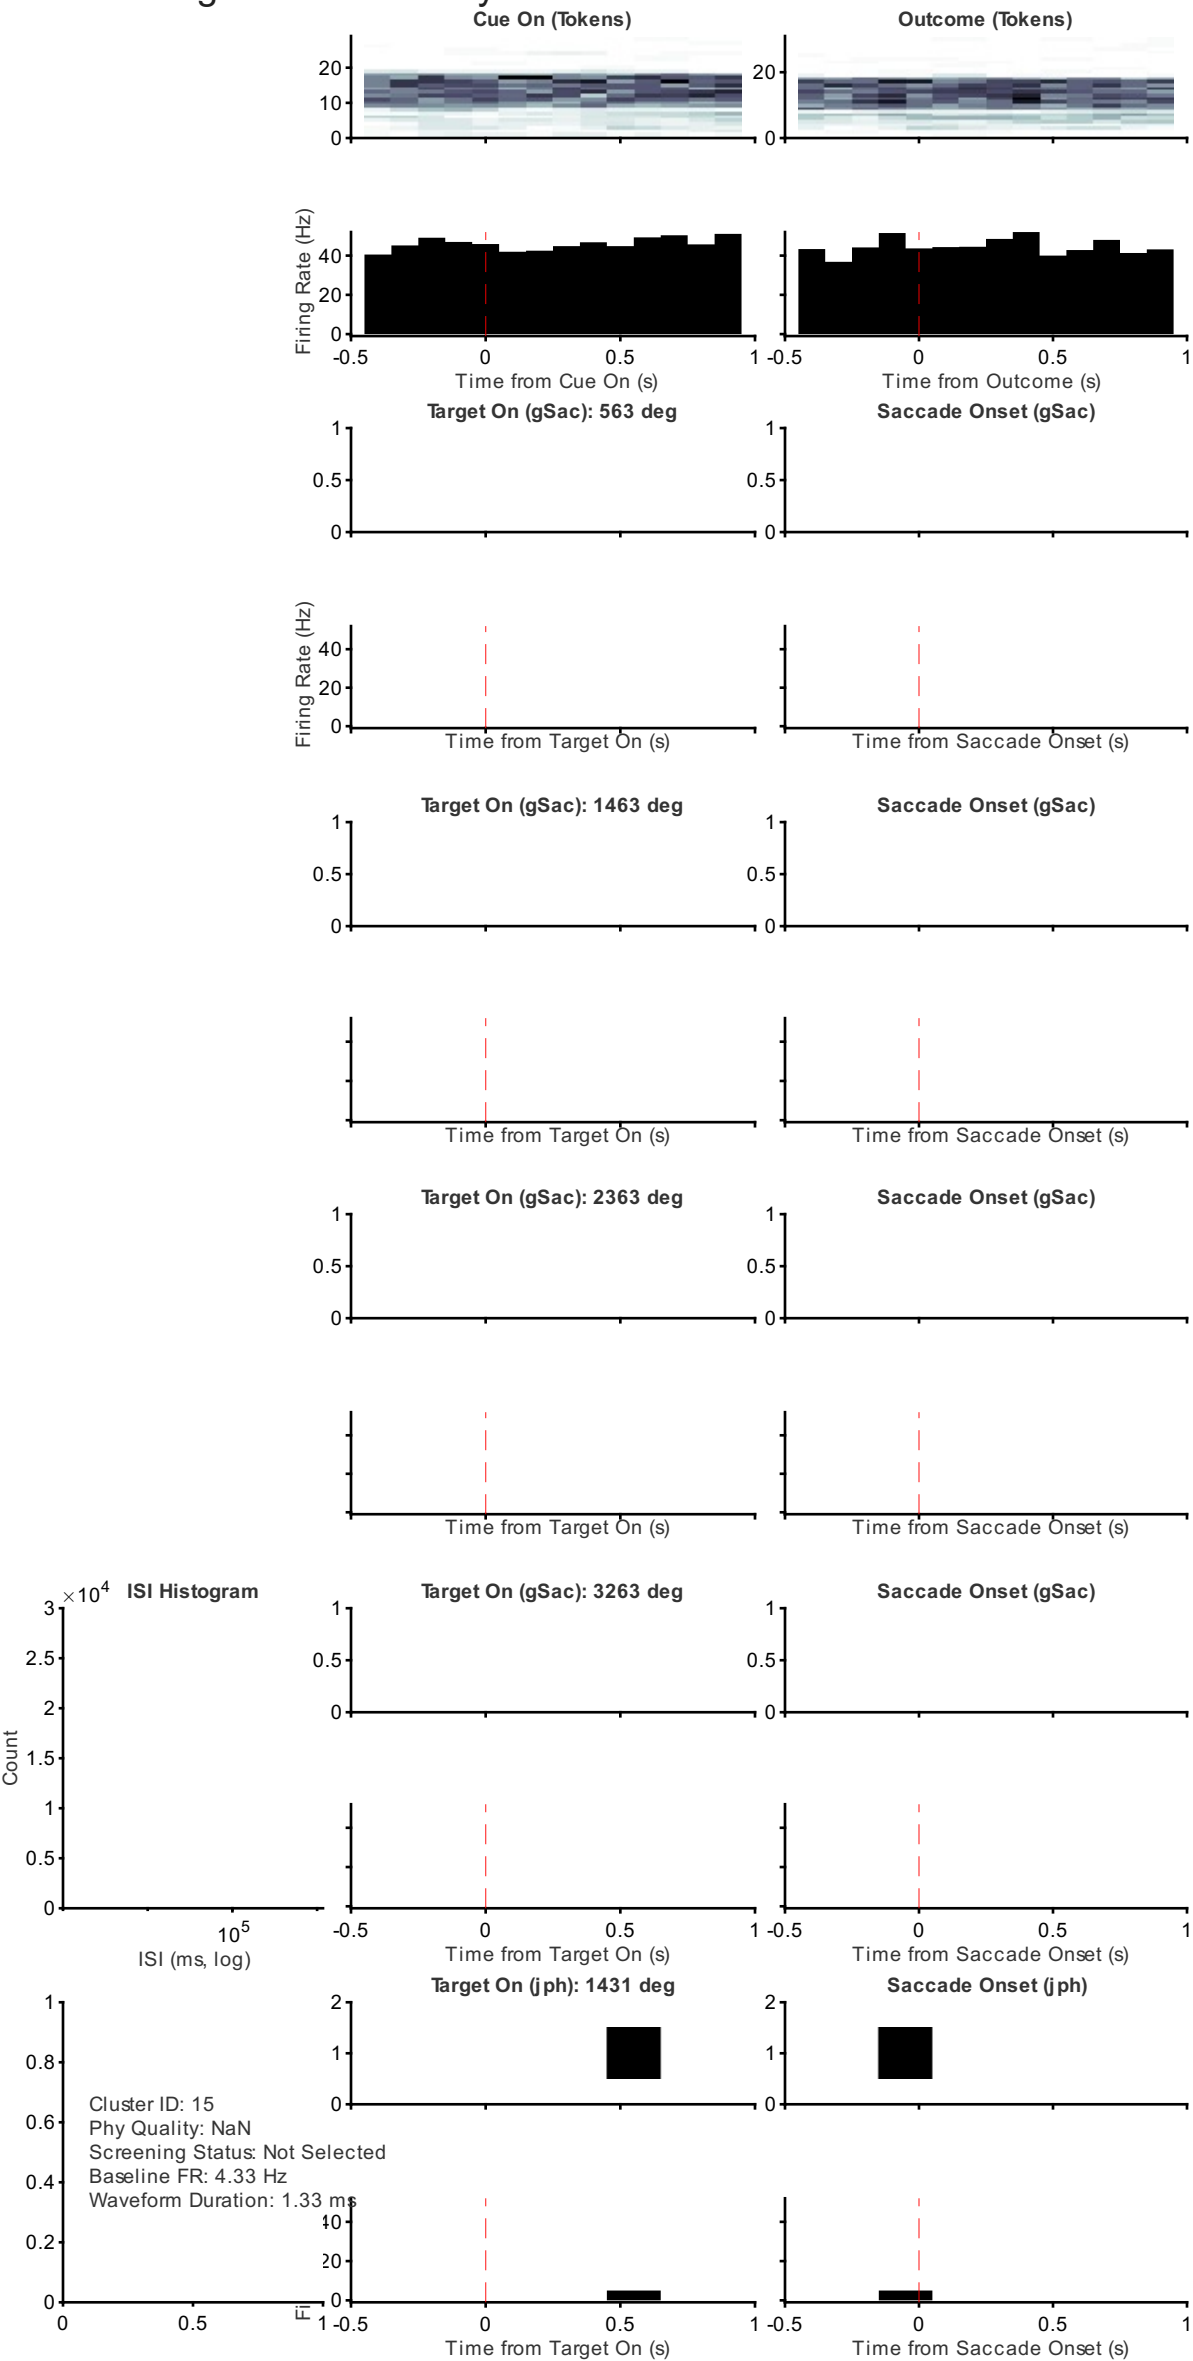 Cue On (Tokens)
Outcome (Tokens)
20
10
0
20
0
Firing Rate (Hz)
40
20
0
-0.5
0
0.5
1
-0.5
0
0.5
1
Time from Cue On (s)
Time from Outcome (s)
Target On (gSac): 563 deg
Saccade Onset (gSac)
1
0.5
0
1
0.5
0
Firing Rate (Hz)
40
20
0
Time from Target On (s)
Time from Saccade Onset (s)
Target On (gSac): 1463 deg
Saccade Onset (gSac)
1
0.5
0
1
0.5
0
Time from Target On (s)
Time from Saccade Onset (s)
Target On (gSac): 2363 deg
Saccade Onset (gSac)
1
0.5
0
1
0.5
0
Time from Target On (s)
Time from Saccade Onset (s)
×10⁴
ISI Histogram
3
2.5
2
1.5
1
0.5
0
Count
10⁵
ISI (ms, log)
Target On (gSac): 3263 deg
Saccade Onset (gSac)
1
0.5
0
1
0.5
0
-0.5
0
0.5
1
-0.5
0
0.5
1
Time from Target On (s)
Time from Saccade Onset (s)
Target On (jph): 1431 deg
Saccade Onset (jph)
2
1
0
2
1
0
1
0.8
0.6
0.4
0.2
0
0
0.5
1
Cluster ID: 15
Phy Quality: NaN
Screening Status: Not Selected
Baseline FR: 4.33 Hz
Waveform Duration: 1.33 ms
40
20
0
Fi
-0.5
0
0.5
1
-0.5
0
0.5
1
Time from Target On (s)
Time from Saccade Onset (s)